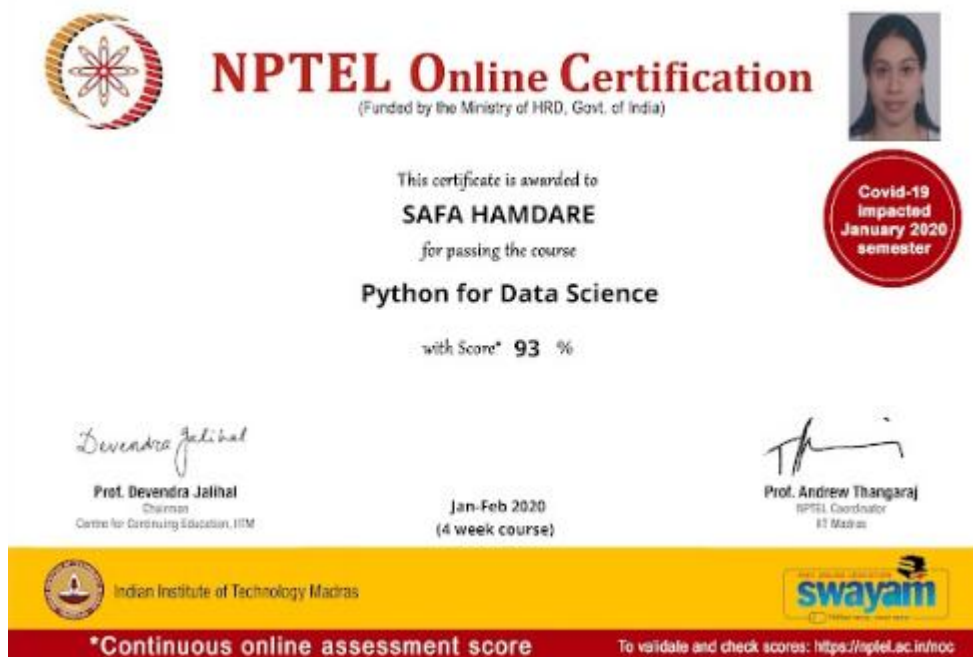 NPTEL Online Certification
(Funded by the Ministry of HRD, Govt. of India)
This certificate is awarded to
SAFA HAMDARE
for passing the course
Python for Data Science
with Score* 93 %
Covid-19
impacted
January 2020
semester
Devendra Jalihal
Prof. Devendra Jalihal
Chairman
Centre for Continuing Education, IITM
Jan-Feb 2020
(4 week course)
Prof. Andrew Thangaraj
NPTEL Coordinator
IIT Madras
Indian Institute of Technology Madras
swayam
*Continuous online assessment score
To validate and check scores: https://nptel.ac.in/noc